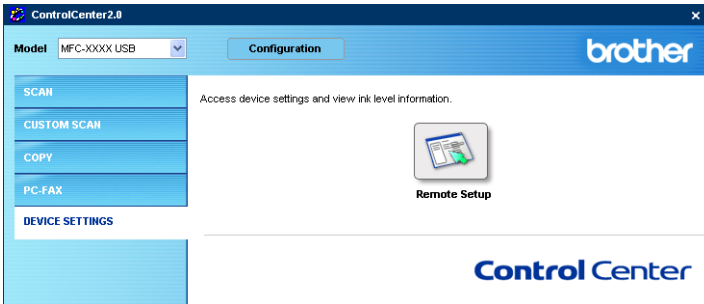 ControlCenter2.0
Model MFC-XXXX USB Configuration brother
SCAN
Access device settings and view ink level information.
CUSTOM SCAN
COPY
PC-FAX
Remote Setup
DEVICE SETTINGS
Control Center